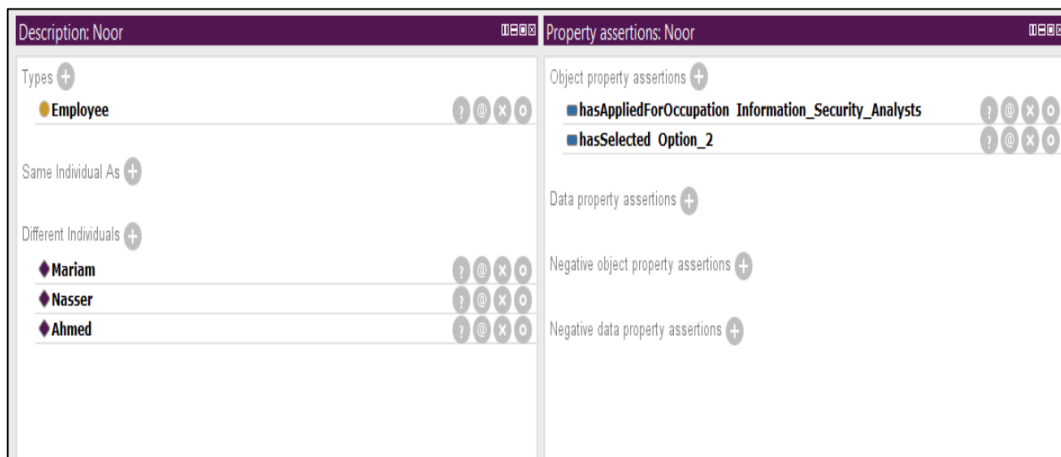 Description: Noor
Types
Employee
Same Individual As
Different Individuals
Mariam
Nasser
Ahmed
Property assertions: Noor
Object property assertions
hasAppliedForOccupation Information_Security_Analysts
hasSelected Option_2
Data property assertions
Negative object property assertions
Negative data property assertions